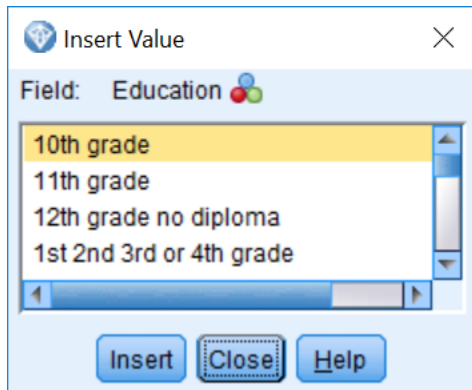 Insert Value
Field: Education
10th grade
11th grade
12th grade no diploma
1st 2nd 3rd or 4th grade
Insert Close Help